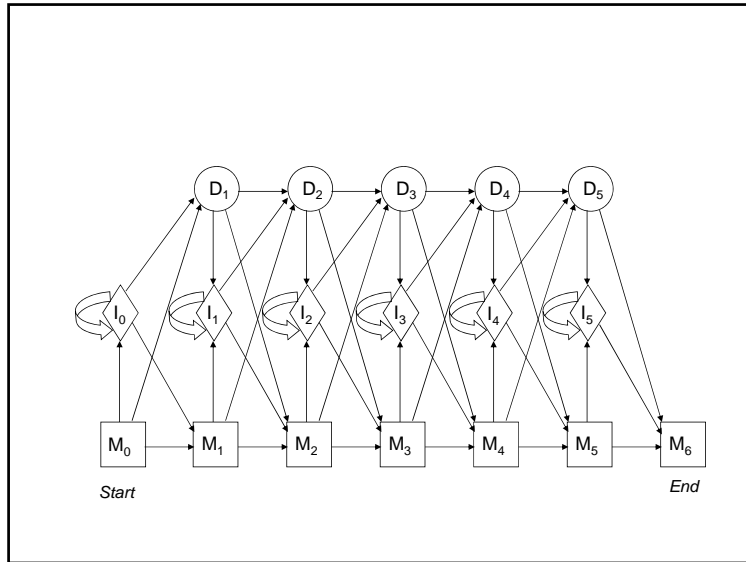 D₁ D₂ D₃ D₄ D₅
I₀ I₁ I₂ I₃ I₄ I₅
M₀ M₁ M₂ M₃ M₄ M₅ M₆
Start End